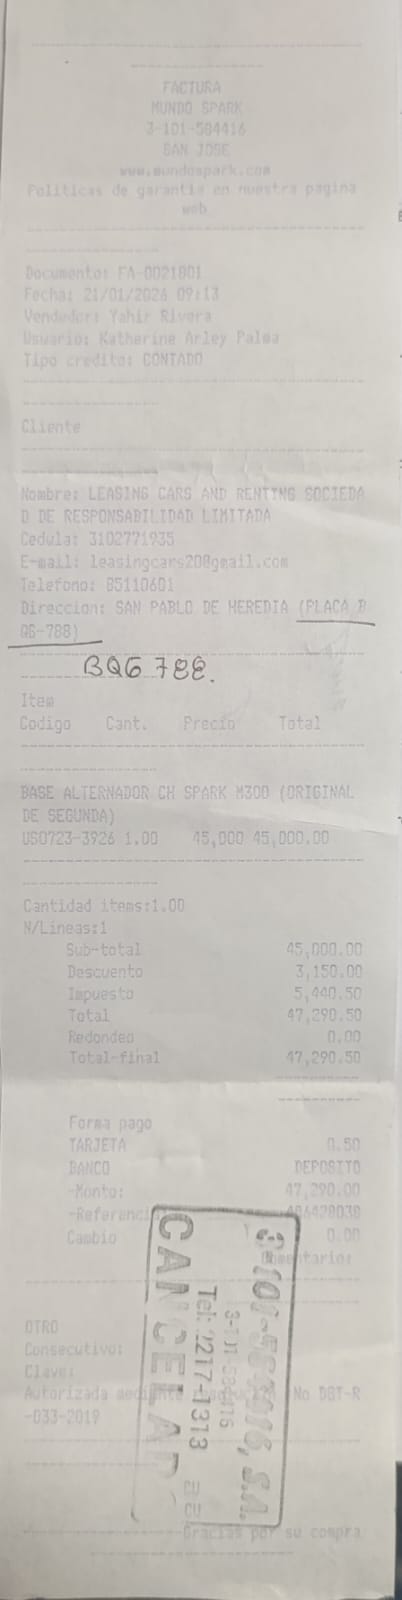 FACTURA
MUNDO SPARK
3-101-584416
SAN JOSE
www.mundospark.com
Politicas de garantia en nuestra pagina
web
Documento: FA-0021801
Fecha: 21/01/2026 09:13
Vendedor: Yahir Rivera
Usuario: Katherine Arley Palma
Tipo credito: CONTADO
Cliente
Nombre: LEASING CARS AND RENTING SOCIEDA
D DE RESPONSABILIDAD LIMITADA
Cedula: 3102771935
E-mail: leasingcars20@gmail.com
Telefono: 85110601
Direccion: SAN PABLO DE HEREDIA (PLACA B
QG-788)
BQG 788.
Item
Codigo Cant. Precio Total
BASE ALTERNADOR CH SPARK M300 (ORIGINAL
DE SEGUNDA)
US0723-3926 1.00 45,000 45,000.00
Cantidad items:1.00
N/Lineas:1
Sub-total 45,000.00
Descuento 3,150.00
Impuesto 5,440.50
Total 47,290.50
Redondeo 0.00
Total-final 47,290.50
Forma pago
TARJETA 0.50
BANCO DEPOSITO
-Monto: 47,290.00
-Referencia
Cambio 0.00
OTRO
Consecutivo:
Clave:
Autorizada No DGT-R
-033-2019
Gracias por su compra
S.A.
Tel: 2217-1313